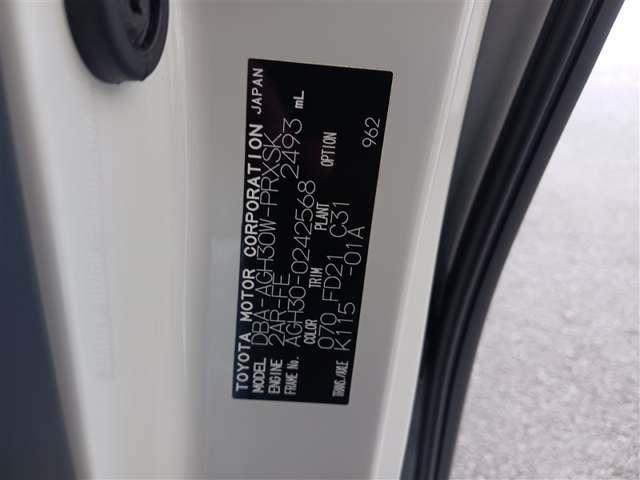 TOYOTA MOTOR CORPORATION JAPAN
MODEL DBA-AGH30W-PRXSK
ENGINE 2AR-FE 2493 mL
FRAME No. AGH30-0242568
COLOR TRIM PLANT OPTION
070 FD21 C31
TRANS./AXLE K115 -01A
962